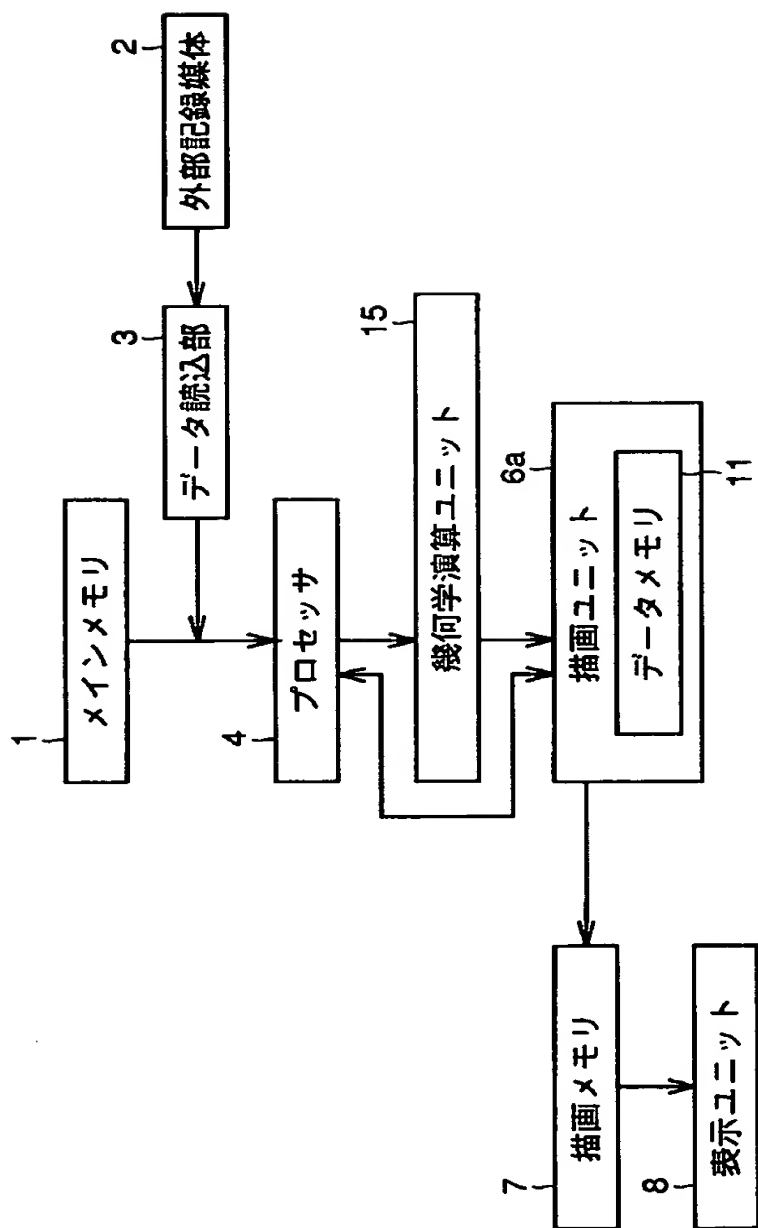 1
メインメモリ
2
外部記録媒体
3
データ読込部
4
プロセッサ
15
幾何学演算ユニット
6a
描画ユニット
データメモリ
11
7
描画メモリ
8
表示ユニット